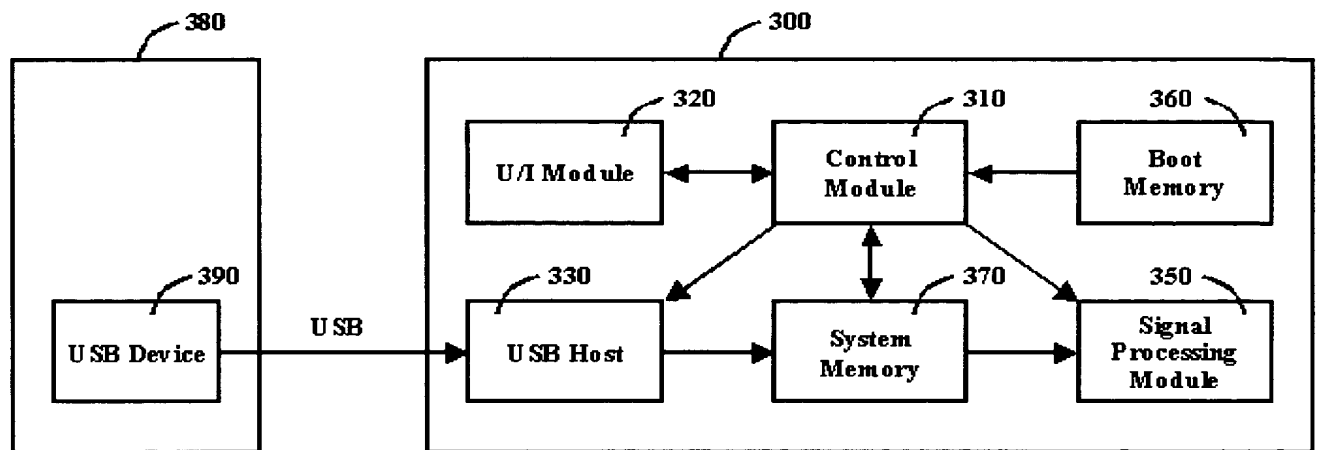 380
300
320
310
360
U/I Module
Control
Module
Boot
Memory
390
330
370
350
USB Device
USB
USB Host
System
Memory
Signal
Processing
Module